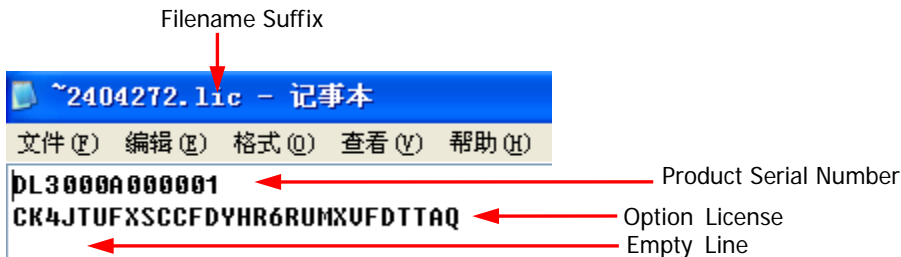 Filename Suffix
~2404272.lic - 记事本
文件(F) 编辑(E) 格式(O) 查看(V) 帮助(H)
DL3000A000001
Product Serial Number
CK4JTUFXSCCFDYHR6RUMXVFDTTAQ
Option License
Empty Line